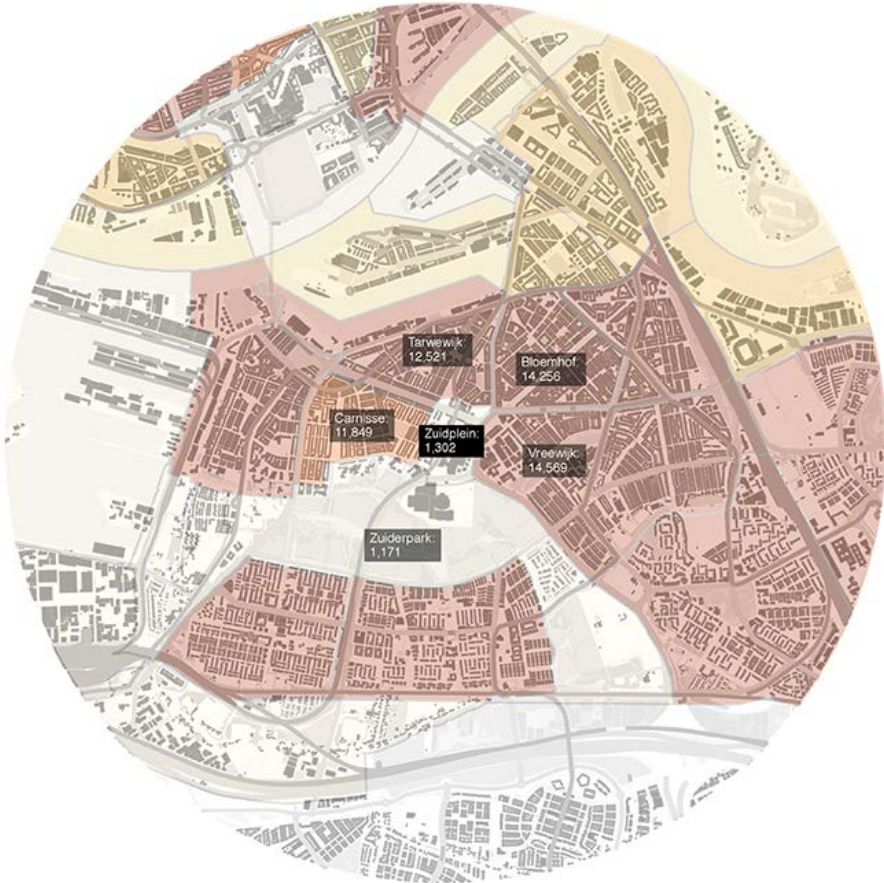 Tarwewijk:
12,521
Bloemhof:
14,256
Carnisse:
11,849
Zuidplein:
1,302
Vreewijk:
14,569
Zuiderpark:
1,171